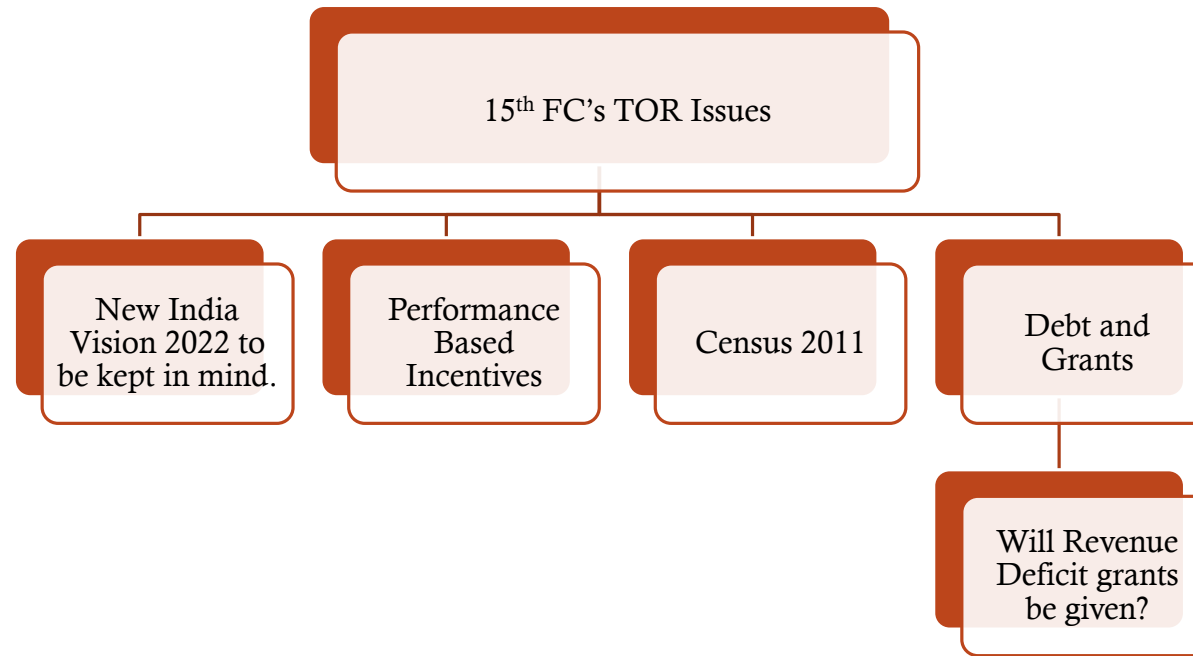 15th FC's TOR Issues
New India
Vision 2022 to
be kept in mind.
Performance
Based
Incentives
Census 2011
Debt and
Grants
Will Revenue
Deficit grants
be given?